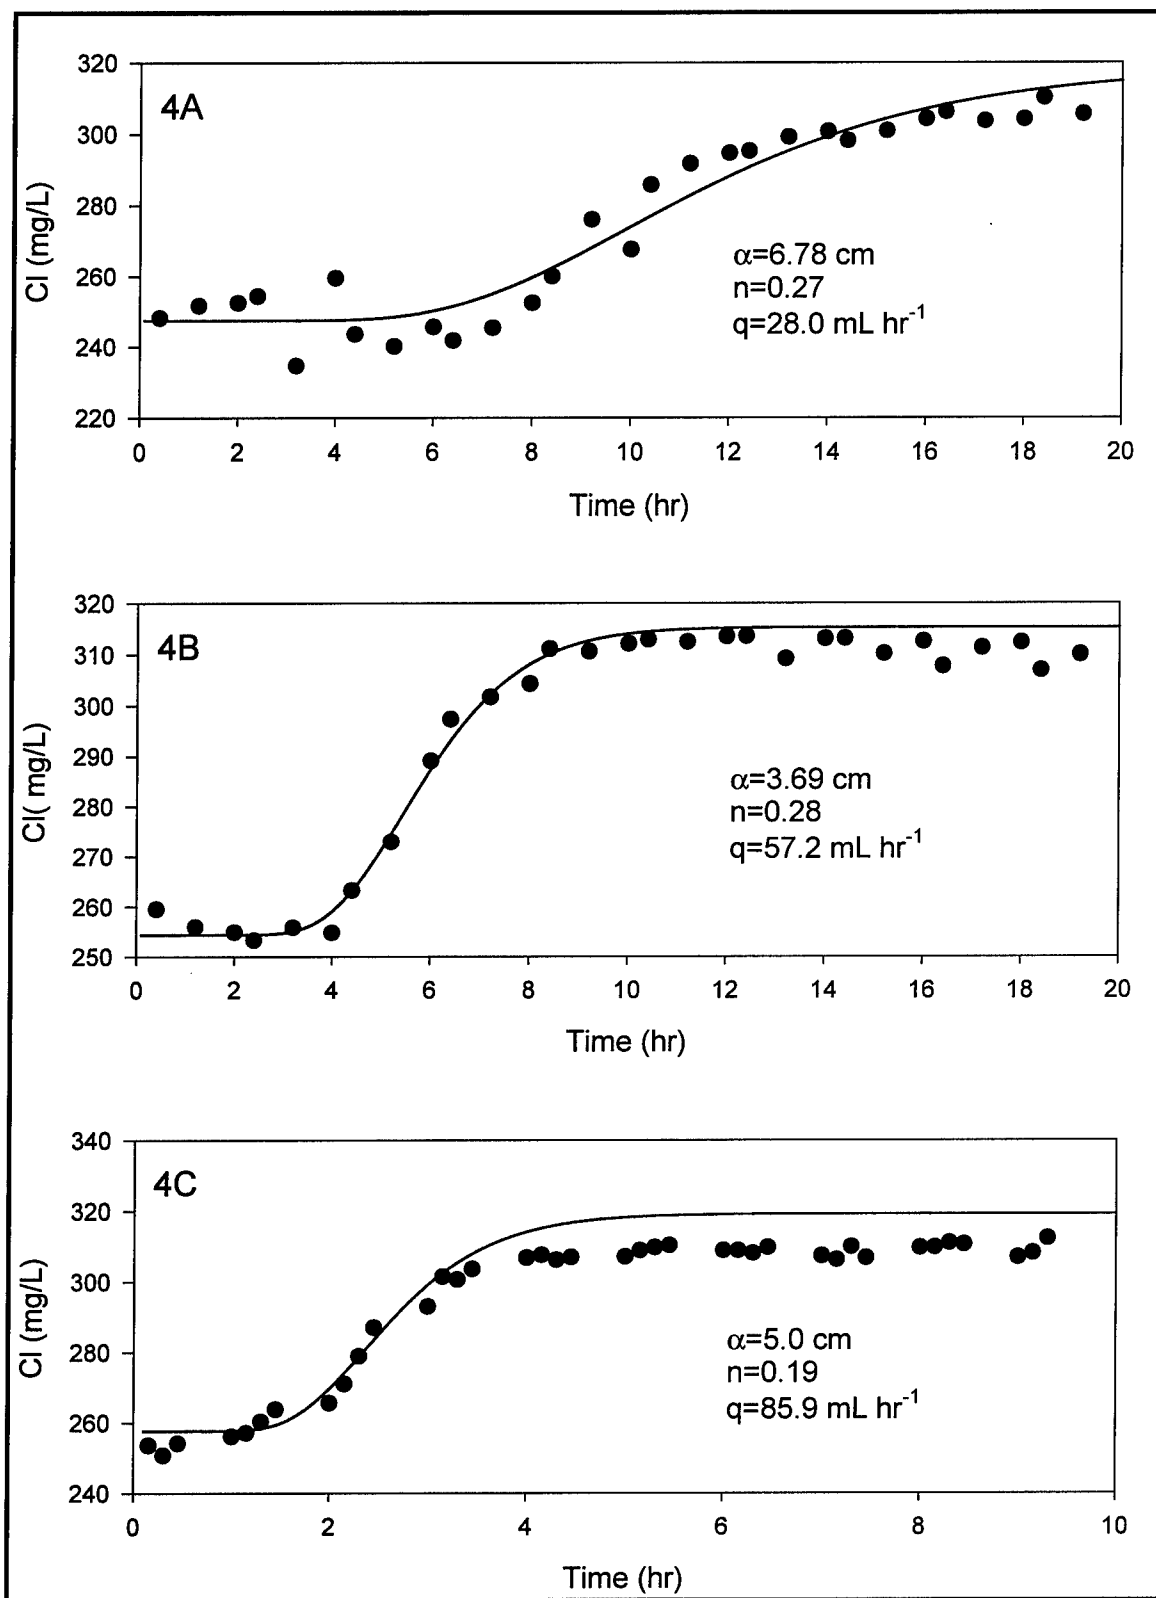 320
300
280
260
240
220
Cl (mg/L)
4A
α=6.78 cm
n=0.27
q=28.0 mL hr⁻¹
0 2 4 6 8 10 12 14 16 18 20
Time (hr)
320
310
300
290
280
270
260
250
Cl( mg/L)
4B
α=3.69 cm
n=0.28
q=57.2 mL hr⁻¹
0 2 4 6 8 10 12 14 16 18 20
Time (hr)
340
320
300
280
260
240
Cl (mg/L)
4C
α=5.0 cm
n=0.19
q=85.9 mL hr⁻¹
0 2 4 6 8 10
Time (hr)